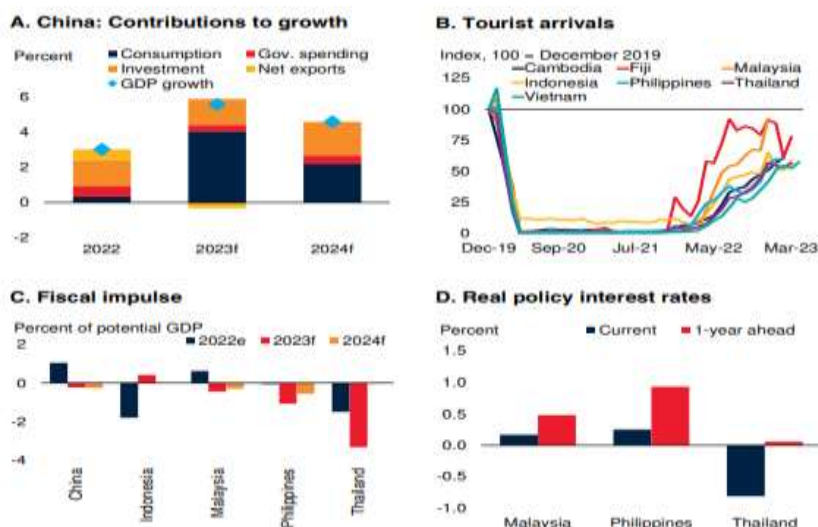 A. China: Contributions to growth
Percent
Consumption Gov. spending
Investment Net exports
GDP growth
6
4
2
0
-2
2022 2023f 2024f
B. Tourist arrivals
Index, 100 = December 2019
125
Cambodia Fiji Malaysia
Indonesia Philippines Thailand
Vietnam
100
75
50
25
0
Dec-19 Sep-20 Jul-21 May-22 Mar-23
C. Fiscal impulse
Percent of potential GDP
2022e 2023f 2024f
2
0
-2
-4
China Indonesia Malaysia Philippines Thailand
D. Real policy interest rates
Percent Current 1-year ahead
1.5
1.0
0.5
0.0
-0.5
-1.0
Malaysia Philippines Thailand